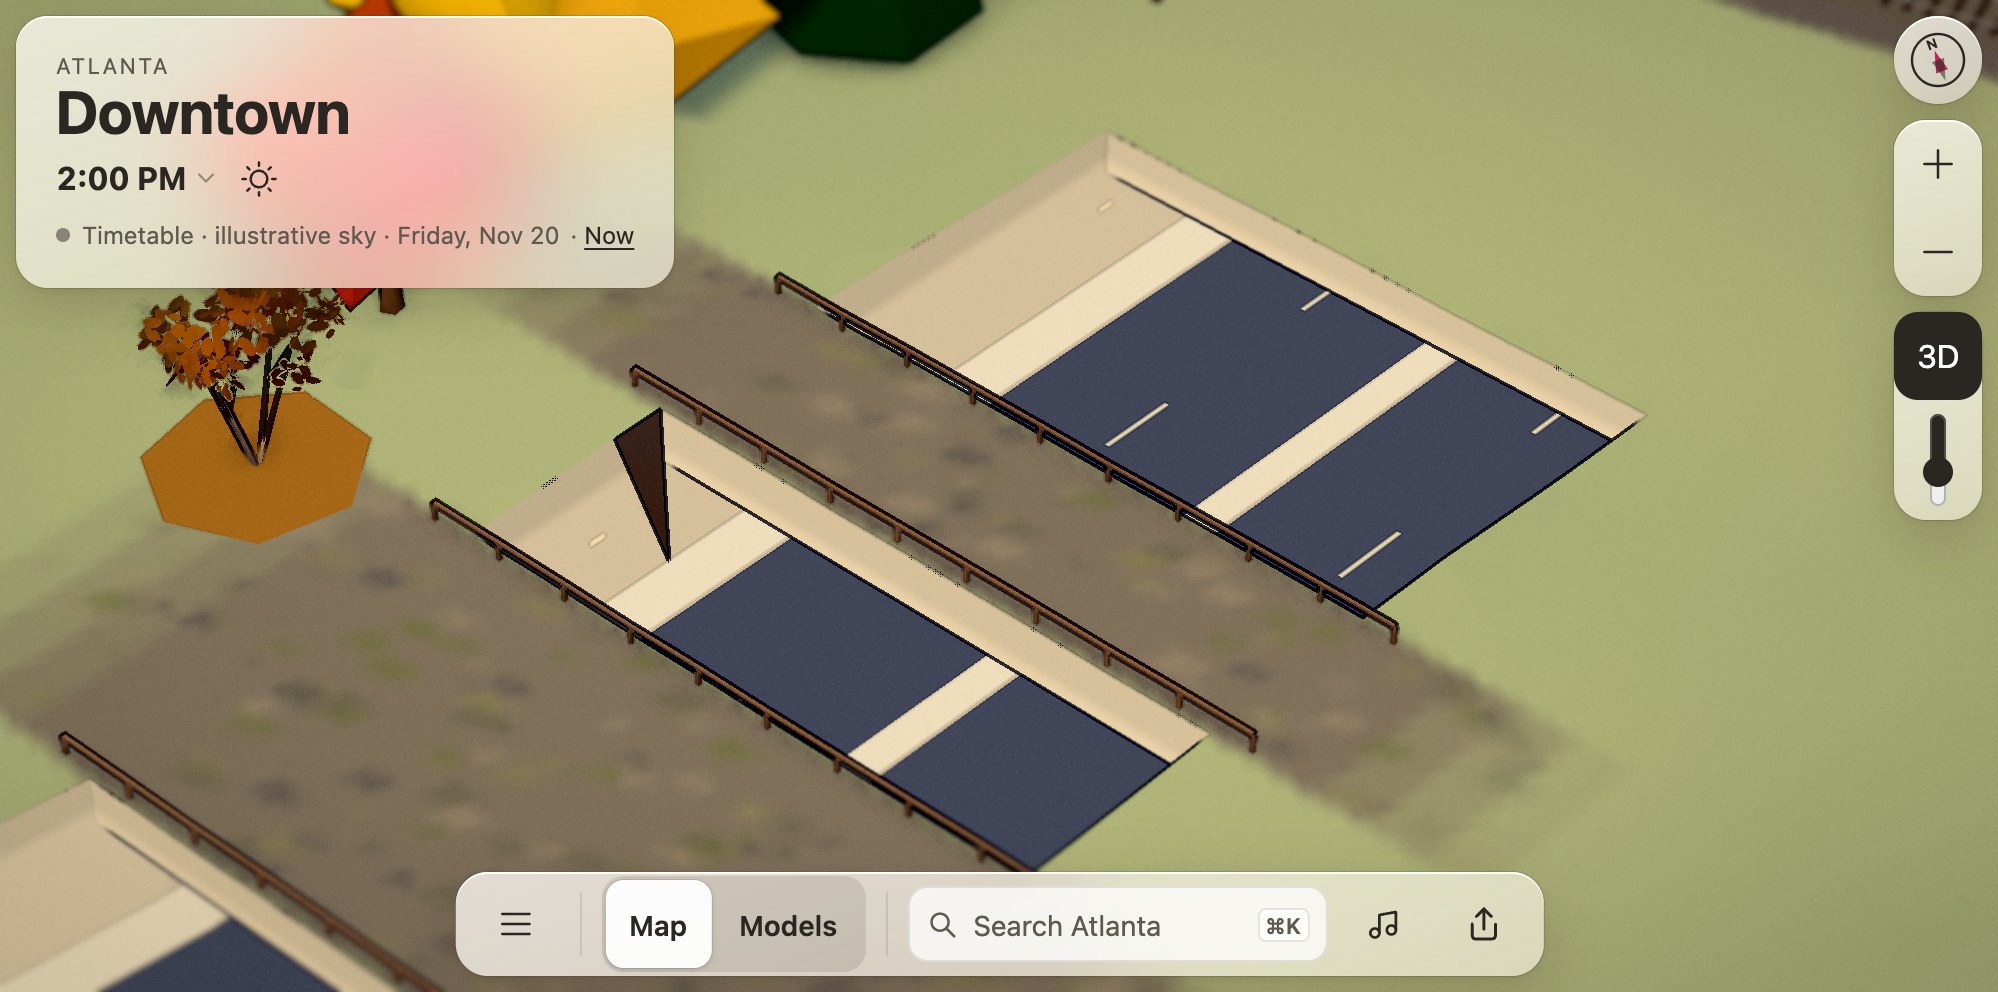 ATLANTA
Downtown
2:00 PM
Timetable · illustrative sky · Friday, Nov 20 · Now
N
3D
Map
Models
Search Atlanta
⌘K